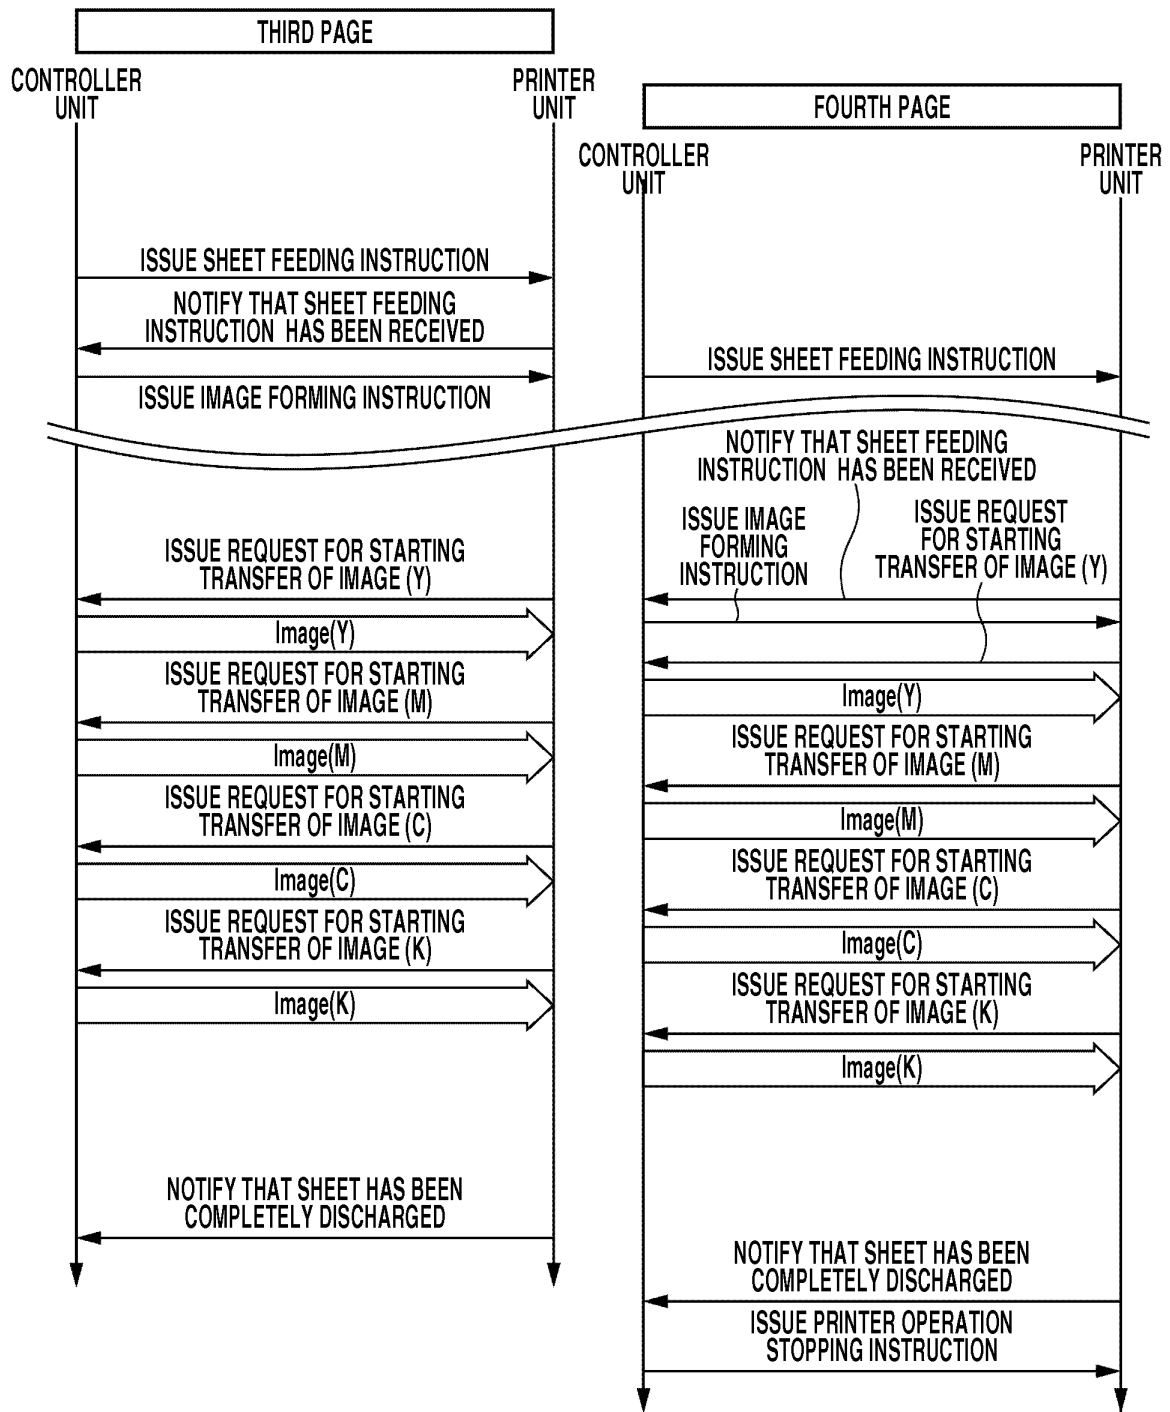 THIRD PAGE
CONTROLLER
UNIT
PRINTER
UNIT
ISSUE SHEET FEEDING INSTRUCTION
NOTIFY THAT SHEET FEEDING
INSTRUCTION HAS BEEN RECEIVED
ISSUE IMAGE FORMING INSTRUCTION
ISSUE REQUEST FOR STARTING
TRANSFER OF IMAGE (Y)
Image(Y)
ISSUE REQUEST FOR STARTING
TRANSFER OF IMAGE (M)
Image(M)
ISSUE REQUEST FOR STARTING
TRANSFER OF IMAGE (C)
Image(C)
ISSUE REQUEST FOR STARTING
TRANSFER OF IMAGE (K)
Image(K)
NOTIFY THAT SHEET HAS BEEN
COMPLETELY DISCHARGED
FOURTH PAGE
CONTROLLER
UNIT
PRINTER
UNIT
ISSUE SHEET FEEDING INSTRUCTION
NOTIFY THAT SHEET FEEDING
INSTRUCTION HAS BEEN RECEIVED
ISSUE IMAGE
FORMING
INSTRUCTION
ISSUE REQUEST
FOR STARTING
TRANSFER OF IMAGE (Y)
Image(Y)
ISSUE REQUEST FOR STARTING
TRANSFER OF IMAGE (M)
Image(M)
ISSUE REQUEST FOR STARTING
TRANSFER OF IMAGE (C)
Image(C)
ISSUE REQUEST FOR STARTING
TRANSFER OF IMAGE (K)
Image(K)
NOTIFY THAT SHEET HAS BEEN
COMPLETELY DISCHARGED
ISSUE PRINTER OPERATION
STOPPING INSTRUCTION